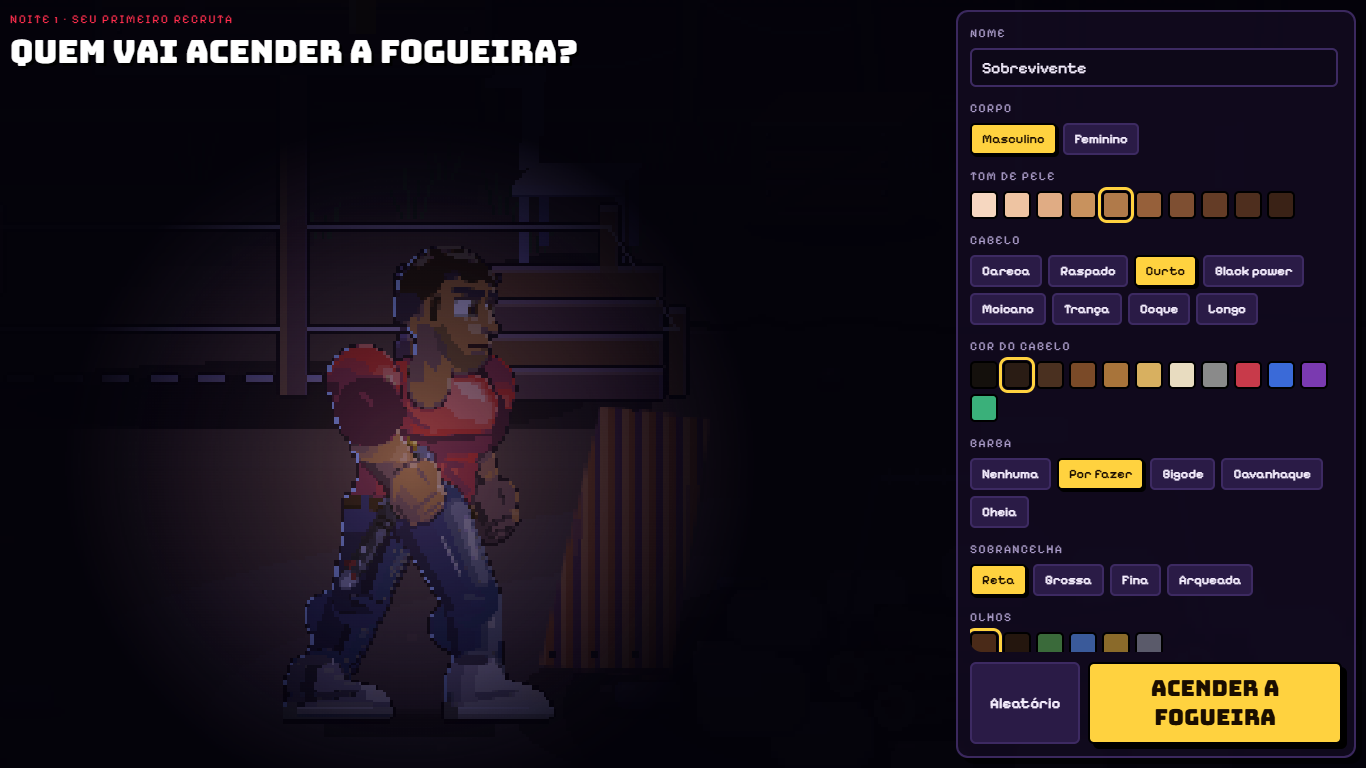 NOITE 1 · SEU PRIMEIRO RECRUTA
QUEM VAI ACENDER A FOGUEIRA?
NOME
Sobrevivente
CORPO
Masculino Feminino
TOM DE PELE
CABELO
Careca Raspado Curto Black power
Moicano Trança Coque Longo
COR DO CABELO
BARBA
Nenhuma Por fazer Bigode Cavanhaque
Cheia
SOBRANCELHA
Reta Grossa Fina Arqueada
OLHOS
Aleatório
ACENDER A
FOGUEIRA